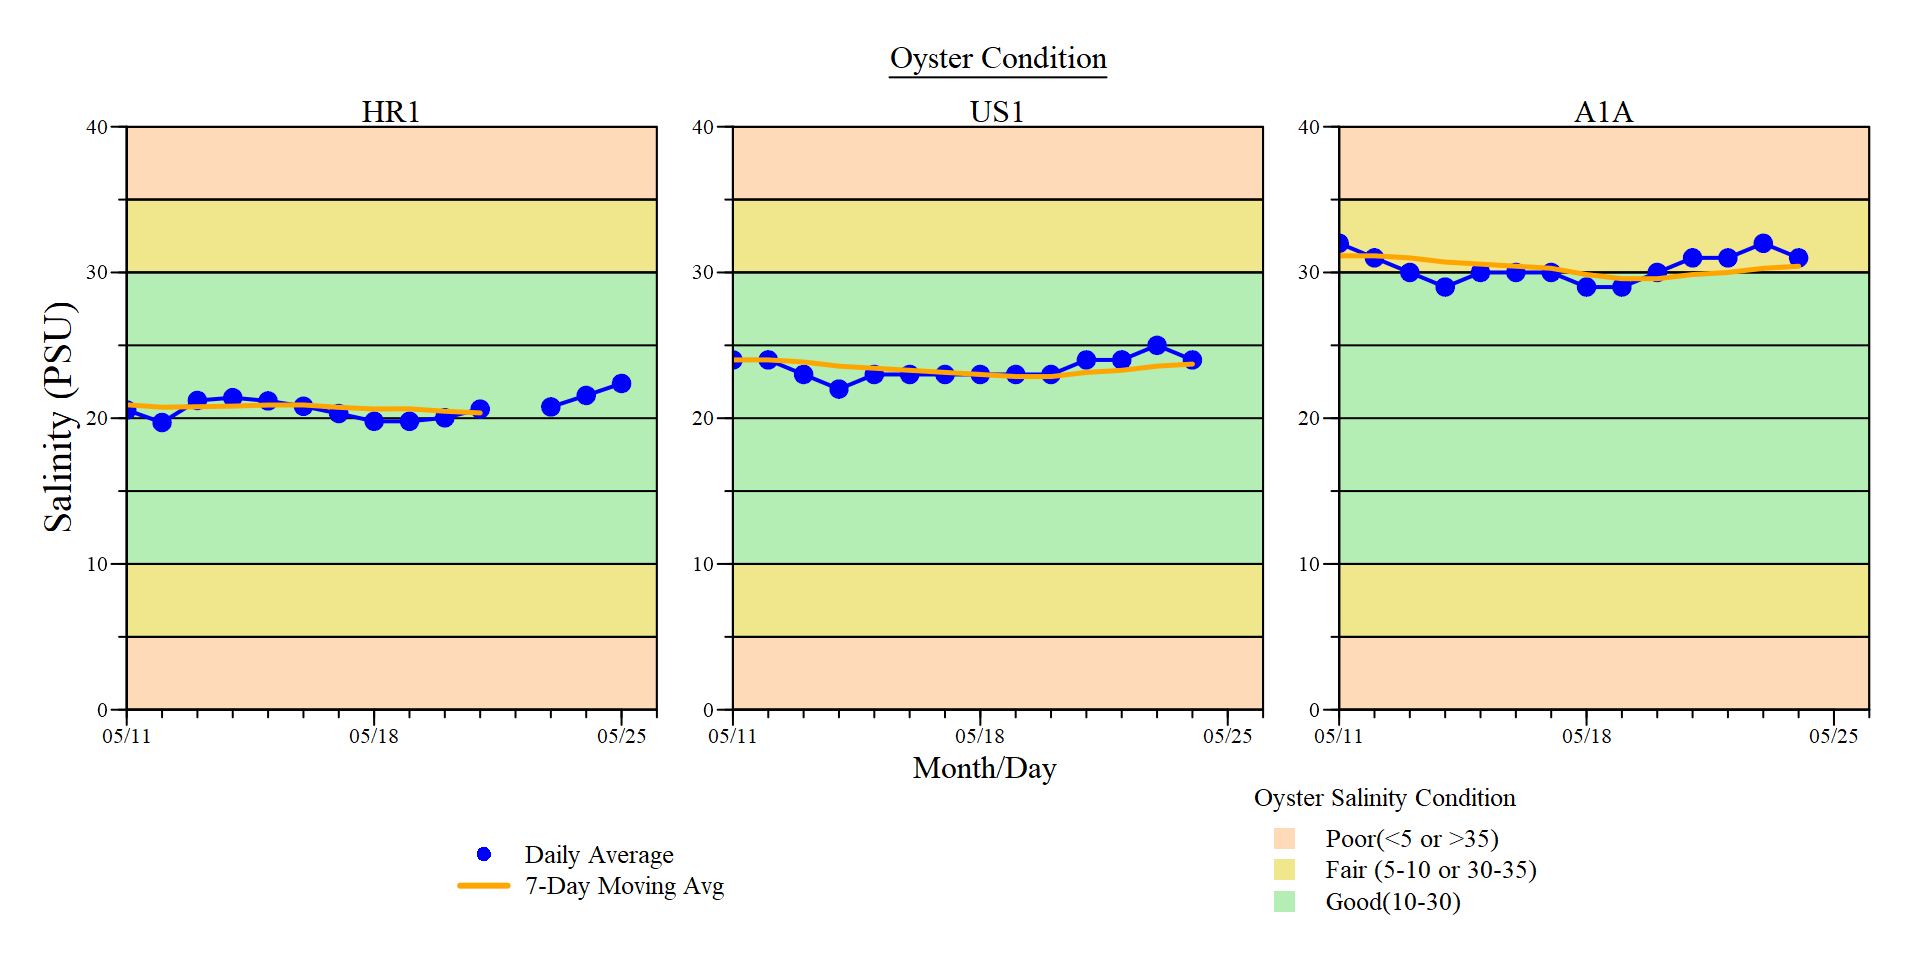 Oyster Condition
HR1
US1
A1A
Salinity (PSU)
40
30
20
10
0
05/11
05/18
05/25
40
30
20
10
0
05/11
05/18
05/25
40
30
20
10
0
05/11
05/18
05/25
Month/Day
Daily Average
7-Day Moving Avg
Oyster Salinity Condition
Poor(<5 or >35)
Fair (5-10 or 30-35)
Good(10-30)